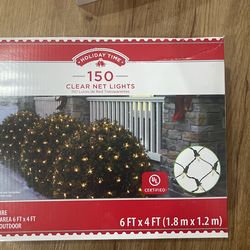 HOLIDAY TIME
150
CLEAR NET LIGHTS
150 Luces de Red Transparentes
UL
CERTIFIED
AREA 6 FT x 4 FT
OUTDOOR
6 FT x 4 FT (1.8 m x 1.2 m)